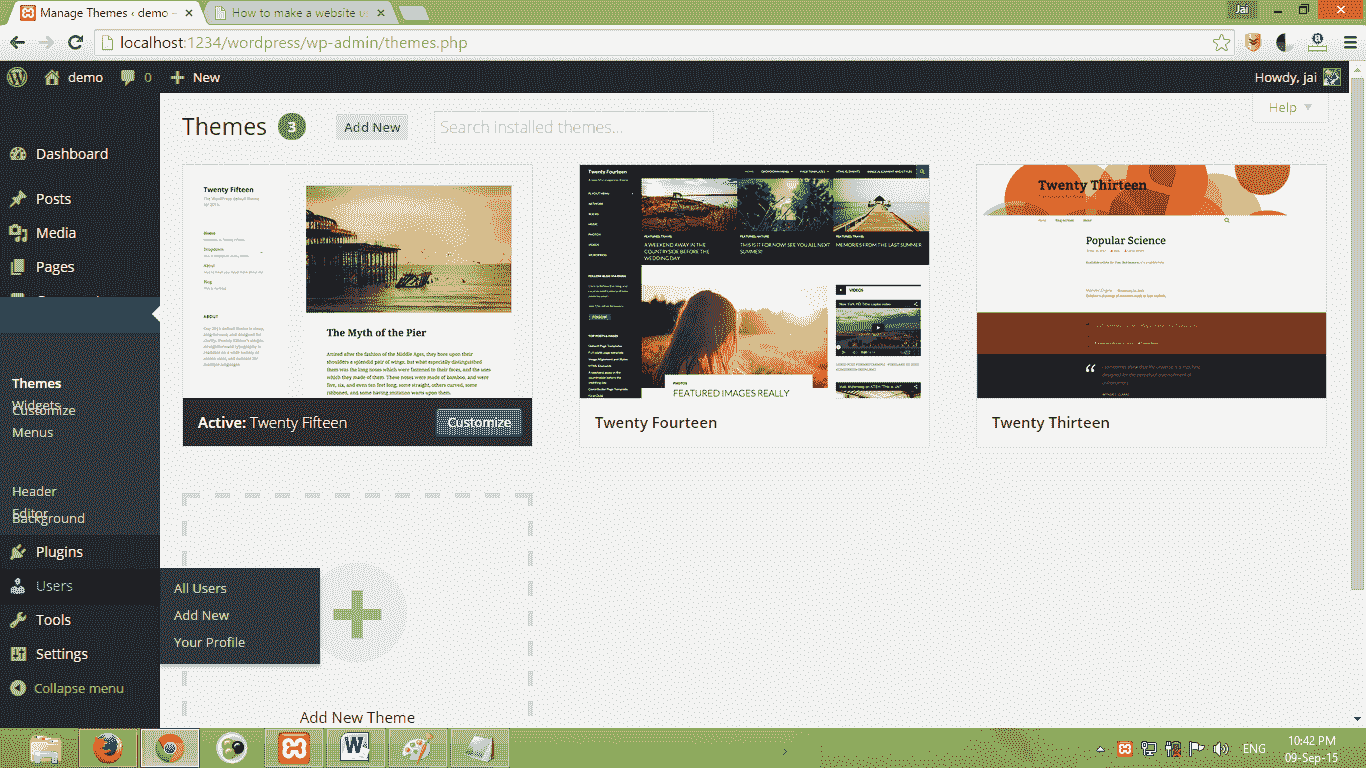 Manage Themes ‹ demo –
How to make a website u
Jai
localhost:1234/wordpress/wp-admin/themes.php
demo
0
New
Howdy, jai
Help
Themes 3
Add New
Search installed themes...
Dashboard
Posts
Media
Pages
Themes
Widgets
Customize
Menus
Header
Editor
Background
Plugins
Users
Tools
Settings
Collapse menu
All Users
Add New
Your Profile
Twenty Fifteen
ABOUT
The Myth of the Pier
Active: Twenty Fifteen
Customize
Twenty Fourteen
A WEEKEND AWAY IN THE
COUNTRYSIDE BEFORE THE
WEDDING DAY
THIS IS IT FOR NOW! SEE YOU ALL NEXT
SUMMER!
MEMORIES FROM THE LAST SUMMER
VIDEOS
PHOTOS
FEATURED IMAGES REALLY
Twenty Fourteen
Twenty Thirteen
Popular Science
Twenty Thirteen
Add New Theme
ENG
10:42 PM
09-Sep-15